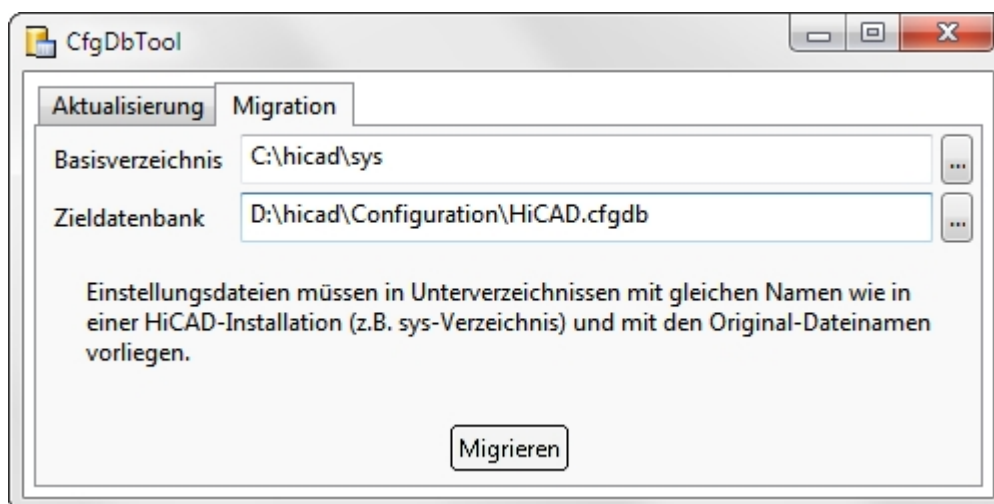 CfgDbTool
Aktualisierung Migration
Basisverzeichnis C:\hicad\sys ...
Zieldatenbank D:\hicad\Configuration\HiCAD.cfgdb ...
Einstellungsdateien müssen in Unterverzeichnissen mit gleichen Namen wie in
einer HiCAD-Installation (z.B. sys-Verzeichnis) und mit den Original-Dateinamen
vorliegen.
Migrieren